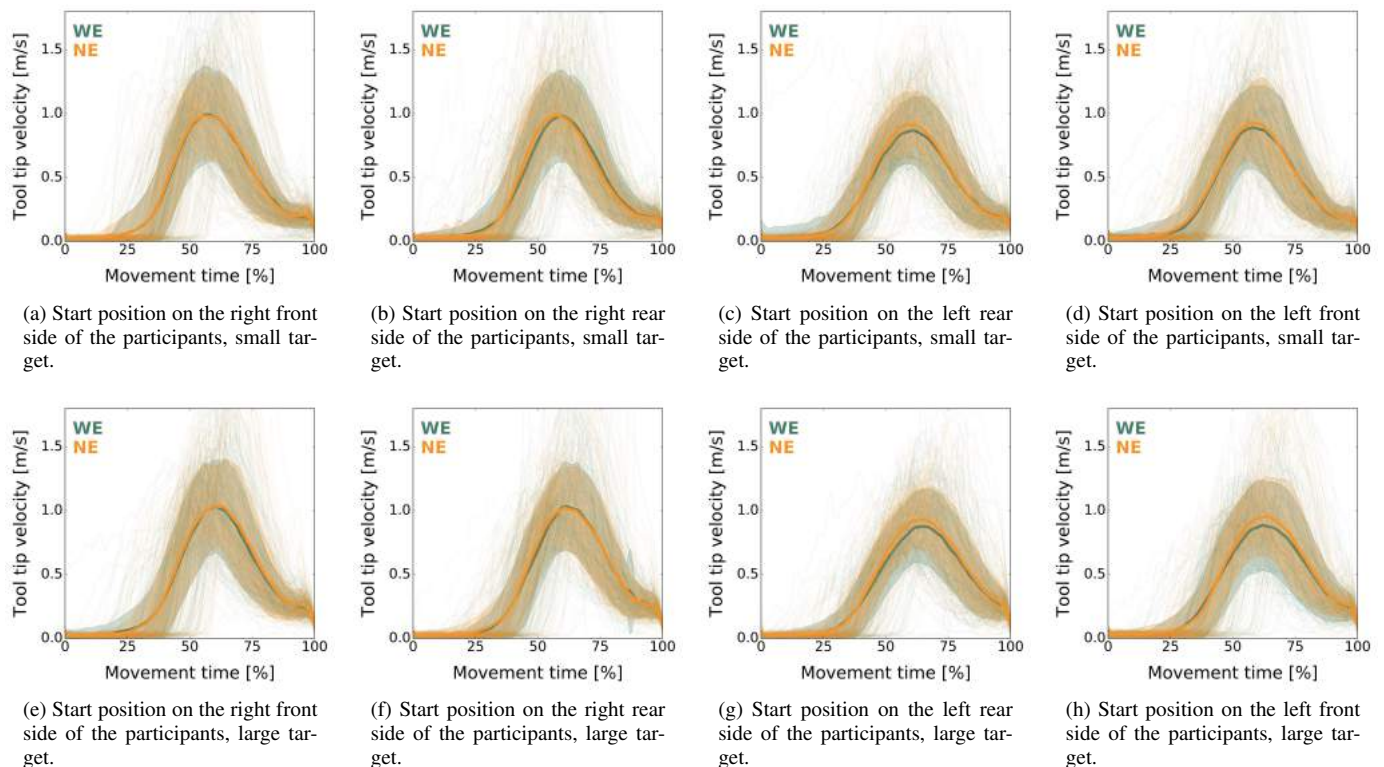 WE
NE
Tool tip velocity [m/s]
1.5
1.0
0.5
0.0
0
25
50
75
100
Movement time [%]
(a) Start position on the right front
side of the participants, small tar-
get.
WE
NE
Tool tip velocity [m/s]
1.5
1.0
0.5
0.0
0
25
50
75
100
Movement time [%]
(b) Start position on the right rear
side of the participants, small tar-
get.
WE
NE
Tool tip velocity [m/s]
1.5
1.0
0.5
0.0
0
25
50
75
100
Movement time [%]
(c) Start position on the left rear
side of the participants, small tar-
get.
WE
NE
Tool tip velocity [m/s]
1.5
1.0
0.5
0.0
0
25
50
75
100
Movement time [%]
(d) Start position on the left front
side of the participants, small tar-
get.
WE
NE
Tool tip velocity [m/s]
1.5
1.0
0.5
0.0
0
25
50
75
100
Movement time [%]
(e) Start position on the right front
side of the participants, large tar-
get.
WE
NE
Tool tip velocity [m/s]
1.5
1.0
0.5
0.0
0
25
50
75
100
Movement time [%]
(f) Start position on the right rear
side of the participants, large tar-
get.
WE
NE
Tool tip velocity [m/s]
1.5
1.0
0.5
0.0
0
25
50
75
100
Movement time [%]
(g) Start position on the left rear
side of the participants, large tar-
get.
WE
NE
Tool tip velocity [m/s]
1.5
1.0
0.5
0.0
0
25
50
75
100
Movement time [%]
(h) Start position on the left front
side of the participants, large tar-
get.